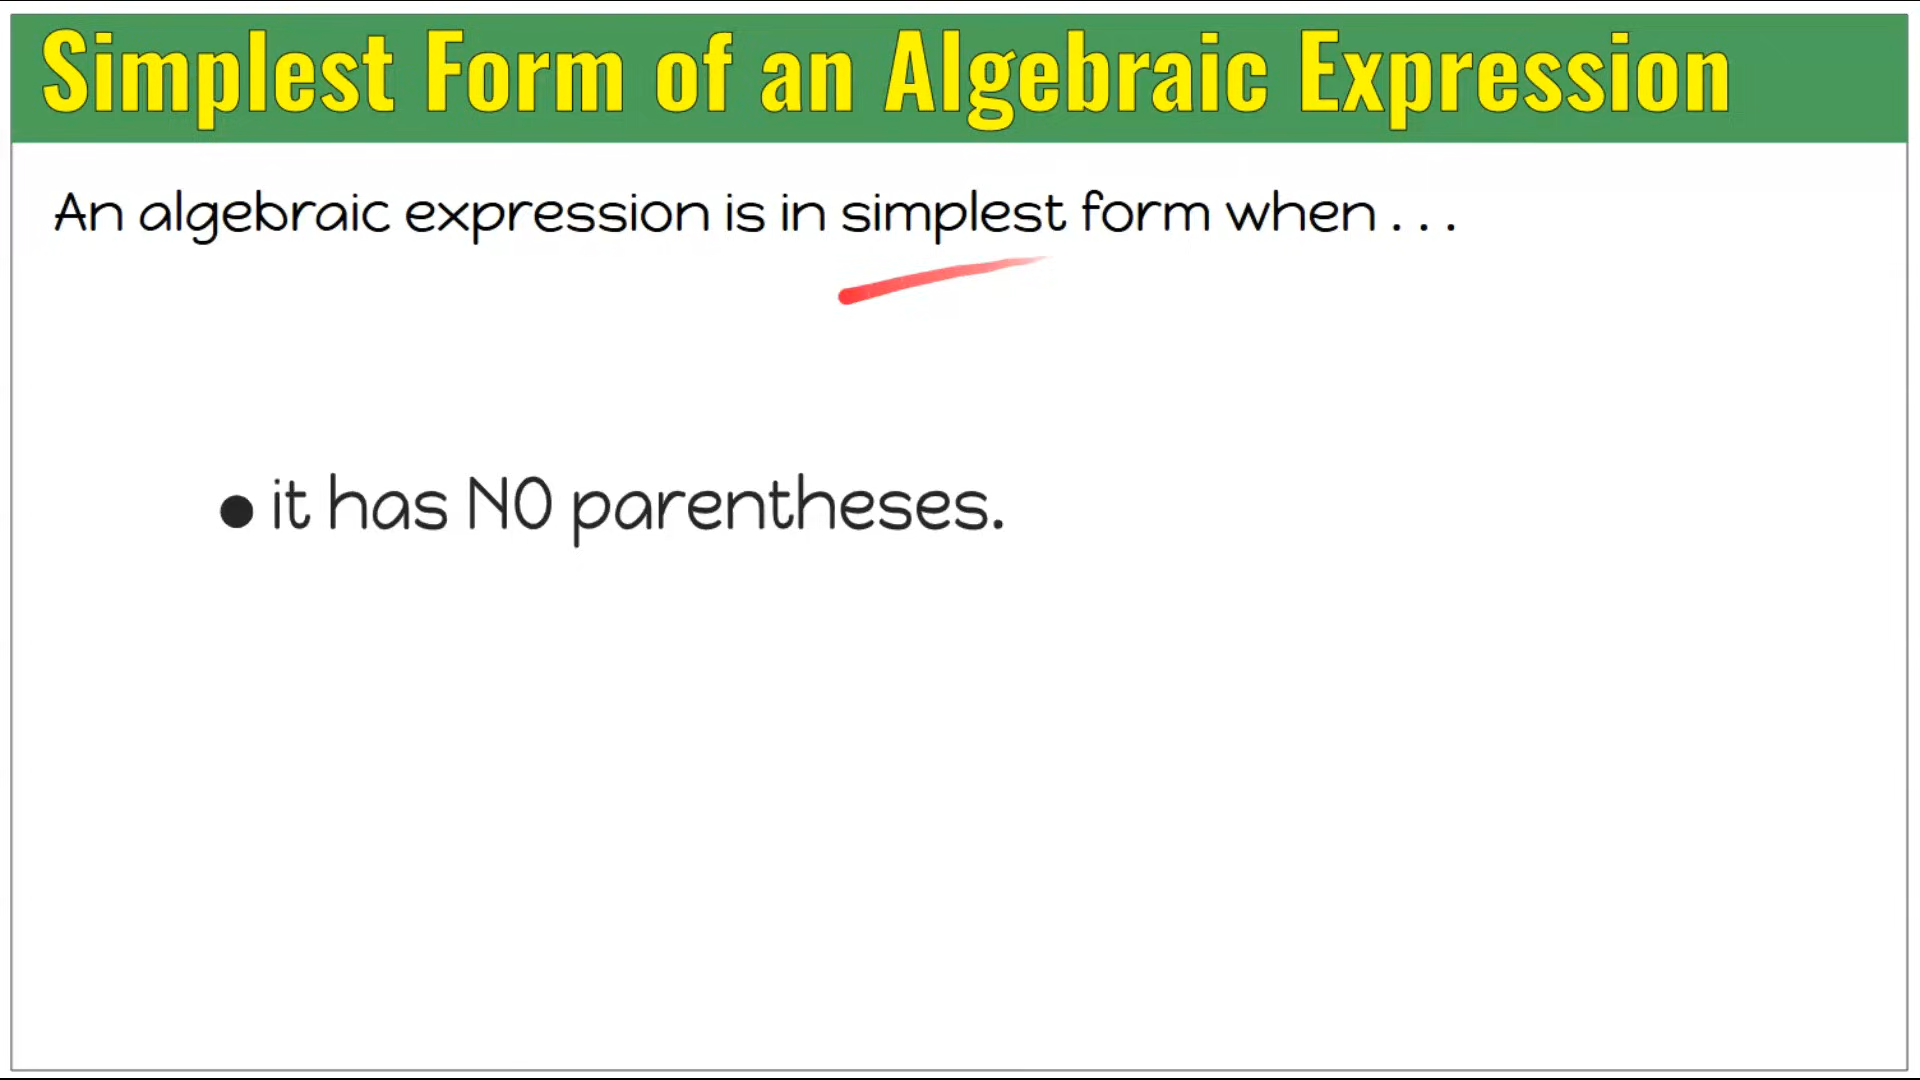 Simplest Form of an Algebraic Expression
An algebraic expression is in simplest form when . . .
● it has NO parentheses.